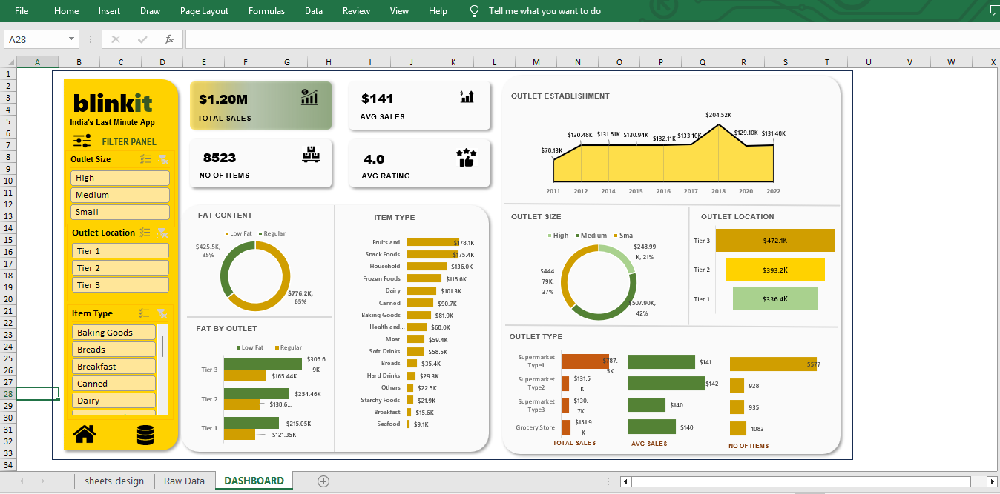 File Home Insert Draw Page Layout Formulas Data Review View Help Tell me what you want to do
A28 fx
A B C D E F G H I J K L M N O P Q R S T U V W X
1
2
3
4
5
6
7
8
9
10
11
12
13
14
15
16
17
18
19
20
21
22
23
24
25
26
27
28
29
30
31
32
33
34
blinkit
India's Last Minute App
FILTER PANEL
Outlet Size
High
Medium
Small
Outlet Location
Tier 1
Tier 2
Tier 3
Item Type
Baking Goods
Breads
Breakfast
Canned
Dairy
$1.20M
TOTAL SALES
$141
AVG SALES
8523
NO OF ITEMS
4.0
AVG RATING
FAT CONTENT
Low Fat Regular
$425.5K,
35%
$776.2K,
65%
FAT BY OUTLET
Low Fat Regular
Tier 3
$306.6
9K
$165.44K
Tier 2
$254.46K
$138.6...
Tier 1
$215.05K
$121.35K
ITEM TYPE
Fruits and... $178.1K
Snack Foods $175.4K
Household $136.0K
Frozen Foods $118.6K
Dairy $101.3K
Canned $90.7K
Baking Goods $81.9K
Health and... $68.0K
Meat $59.4K
Soft Drinks $58.5K
Breads $35.4K
Hard Drinks $29.3K
Others $22.5K
Starchy Foods $21.9K
Breakfast $15.6K
Seafood $9.1K
OUTLET ESTABLISHMENT
$78.13K $130.48K $131.81K $130.94K $132.11K $133.10K $204.52K $129.10K $131.48K
2011 2012 2014 2015 2016 2017 2018 2020 2022
OUTLET SIZE
High Medium Small
$248.99
K, 21%
$444.
79K,
37%
$507.90K,
42%
OUTLET LOCATION
Tier 3 $472.1K
Tier 2 $393.2K
Tier 1 $336.4K
OUTLET TYPE
Supermarket
Type1
$787.
5K
$141
5577
Supermarket
Type2
$131.5
K
$142
928
Supermarket
Type3
$130.
7K
$140
935
Grocery Store
$151.9
K
$140
1083
TOTAL SALES AVG SALES NO OF ITEMS
sheets design Raw Data DASHBOARD